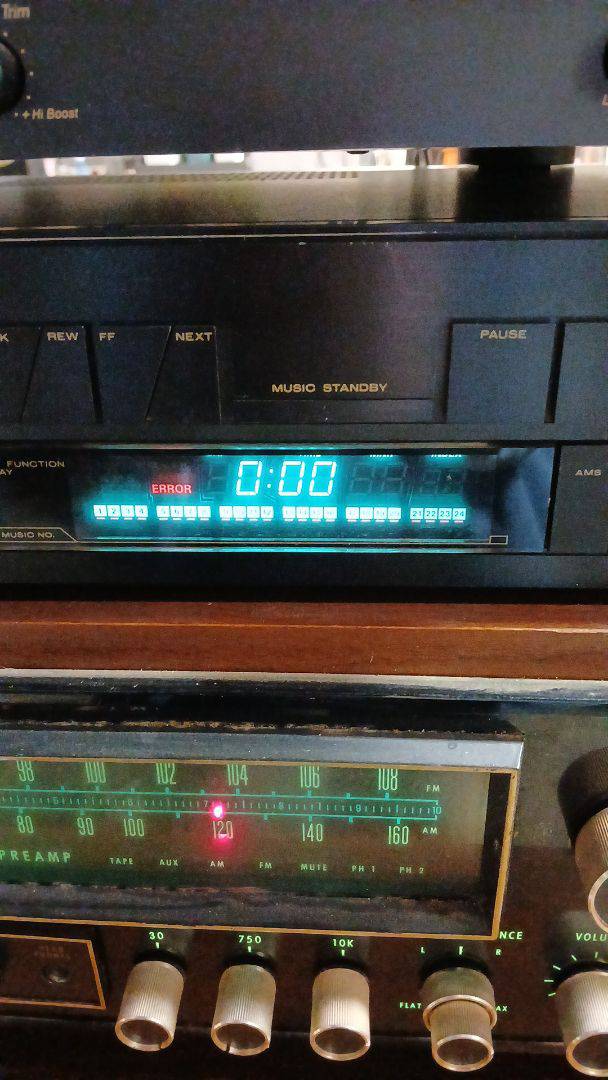 Trim
+ Hi Boost
REW FF NEXT PAUSE
MUSIC STANDBY
FUNCTION
ERROR 0:00 AMS
1 2 3 4 21 22 23 24
MUSIC NO.
98 100 102 104 106 108 FM
80 90 100 120 140 160 AM
PREAMP TAPE AUX AM FM MUTE PH 1 PH 2
30 750 10K L R
FLAT